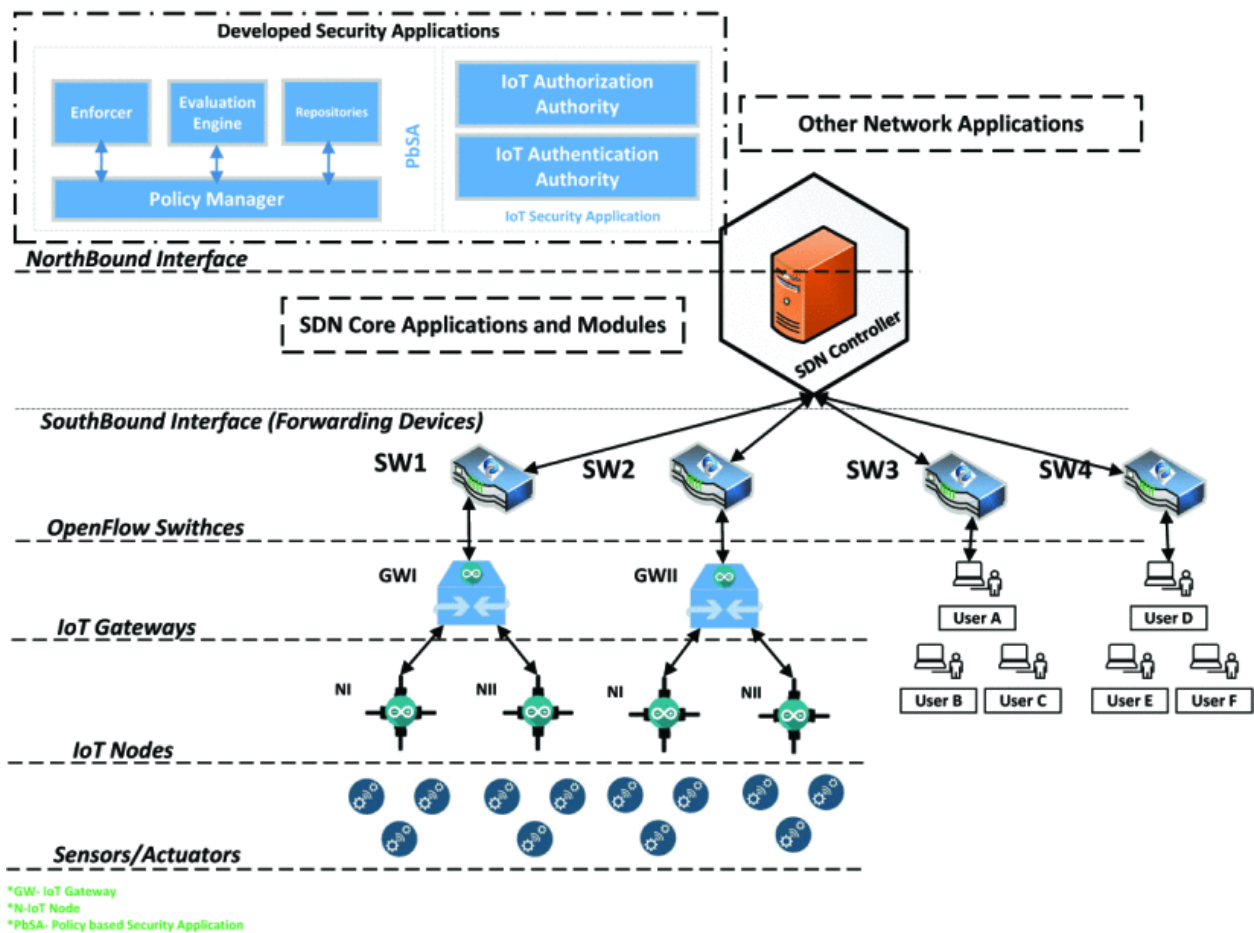 Developed Security Applications
Enforcer
Evaluation
Engine
Repositories
PbSA
Policy Manager
IoT Authorization
Authority
IoT Authentication
Authority
IoT Security Application
Other Network Applications
NorthBound Interface
SDN Core Applications and Modules
SDN Controller
SouthBound Interface (Forwarding Devices)
SW1
SW2
SW3
SW4
OpenFlow Swithces
GWI
GWII
User A
User D
IoT Gateways
NI
NII
NI
NII
User B
User C
User E
User F
IoT Nodes
Sensors/Actuators
*GW- IoT Gateway
*N-IoT Node
*PbSA- Policy based Security Application